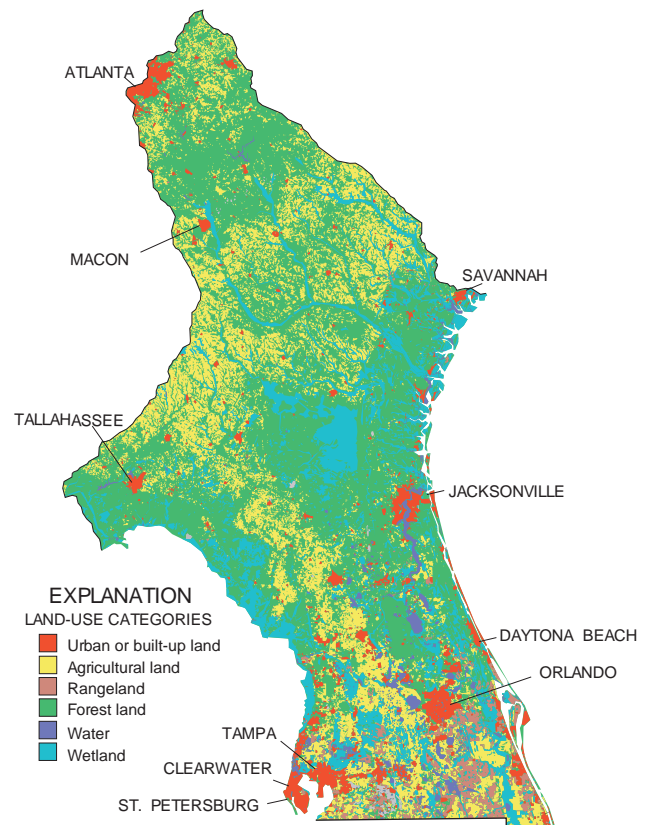 ATLANTA
MACON
SAVANNAH
TALLAHASSEE
JACKSONVILLE
EXPLANATION
LAND-USE CATEGORIES
Urban or built-up land
Agricultural land
Rangeland
Forest land
Water
Wetland
DAYTONA BEACH
ORLANDO
TAMPA
CLEARWATER
ST. PETERSBURG